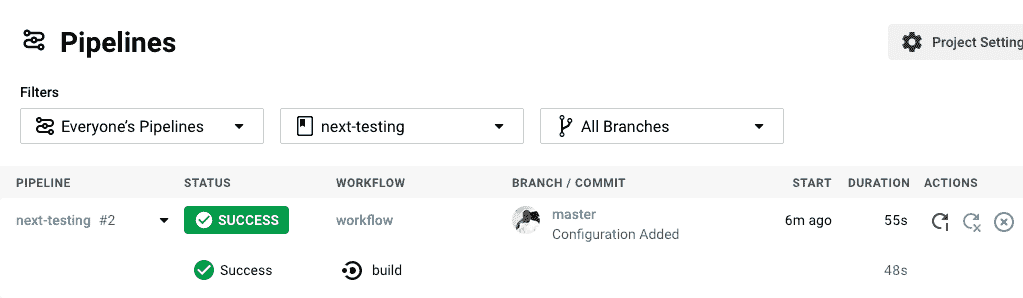 Pipelines
Project Setting
Filters
Everyone's Pipelines
next-testing
All Branches
PIPELINE STATUS WORKFLOW BRANCH / COMMIT START DURATION ACTIONS
next-testing #2 SUCCESS workflow master 6m ago 55s
Configuration Added
Success build 48s